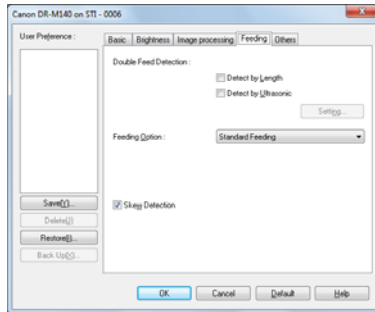 Canon DR-M140 on STI - 0006
User Preference :
Basic Brightness Image processing Feeding Others
Double Feed Detection :
Detect by Length
Detect by Ultrasonic
Setting...
Feeding Option :
Standard Feeding
Skew Detection
Save(Y)...
Delete(J)
Restore(I)...
Back Up(X)...
OK Cancel Default Help